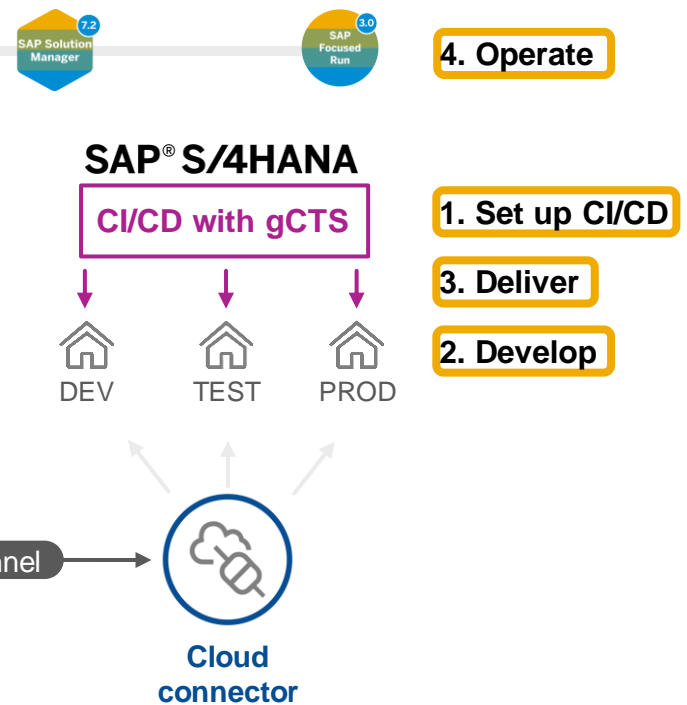 7.2
SAP Solution
Manager
3.0
SAP
Focused
Run
4. Operate
SAP® S/4HANA
CI/CD with gCTS
1. Set up CI/CD
3. Deliver
2. Develop
DEV
TEST
PROD
nnel
Cloud
connector